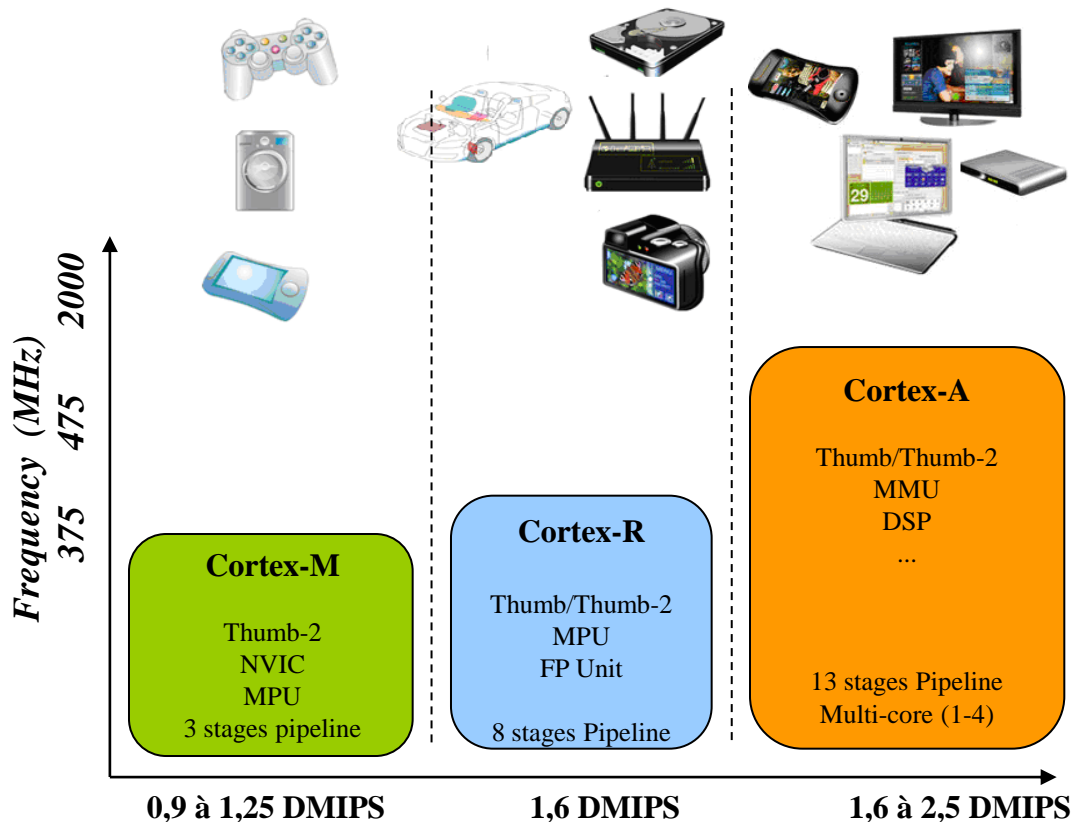 Frequency (MHz)
2000
475
375
Cortex-M
Thumb-2
NVIC
MPU
3 stages pipeline
Cortex-R
Thumb/Thumb-2
MPU
FP Unit
8 stages Pipeline
Cortex-A
Thumb/Thumb-2
MMU
DSP
...
13 stages Pipeline
Multi-core (1-4)
0,9 à 1,25 DMIPS
1,6 DMIPS
1,6 à 2,5 DMIPS
29
MENU